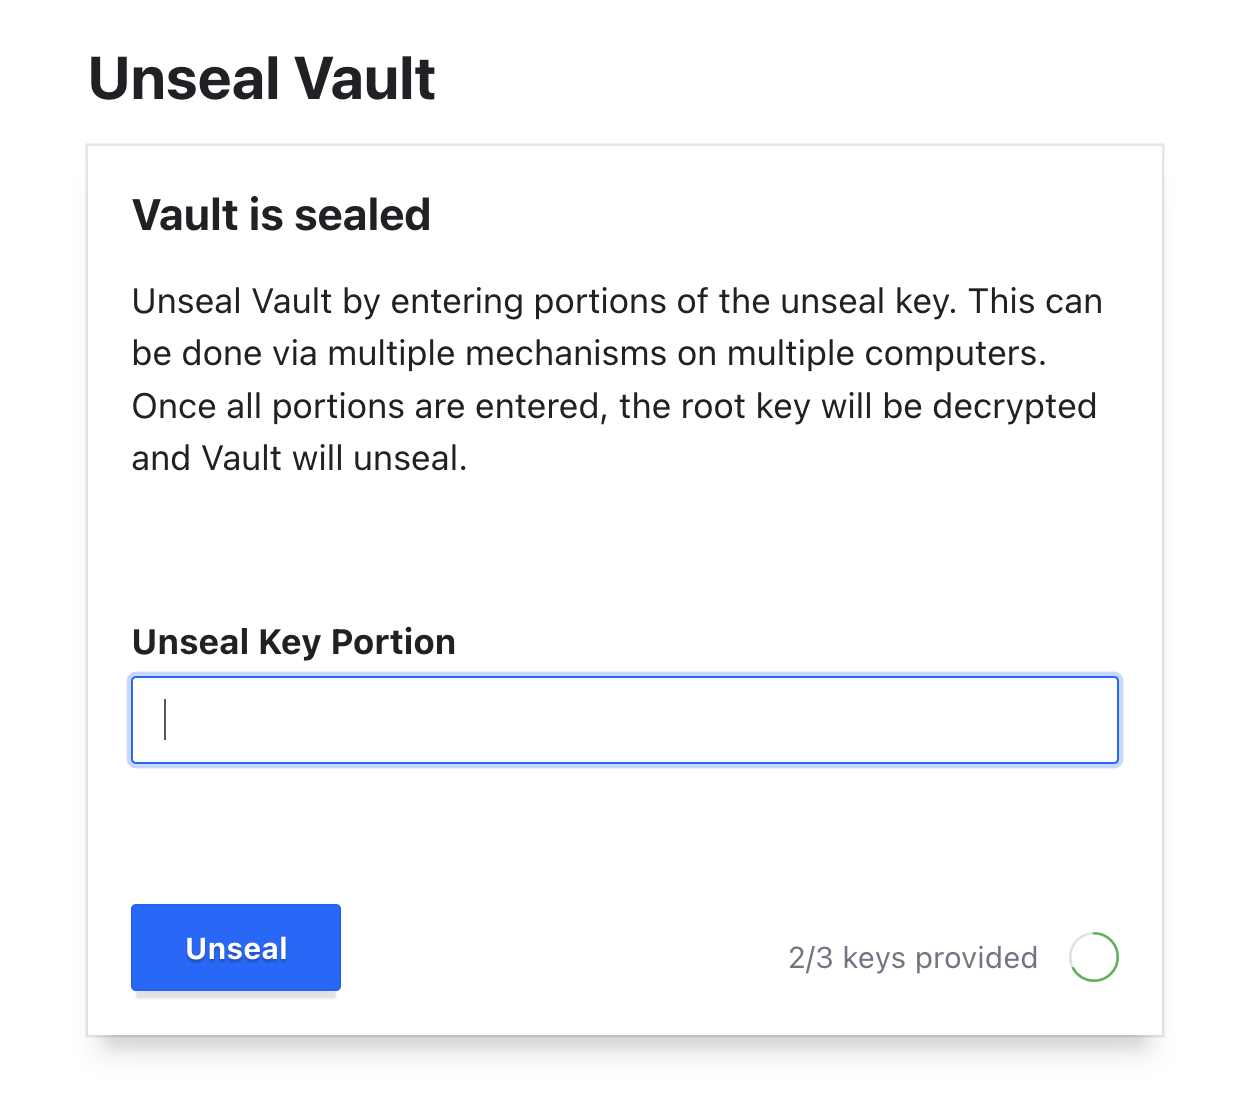 Unseal Vault
Vault is sealed
Unseal Vault by entering portions of the unseal key. This can
be done via multiple mechanisms on multiple computers.
Once all portions are entered, the root key will be decrypted
and Vault will unseal.
Unseal Key Portion
Unseal
2/3 keys provided